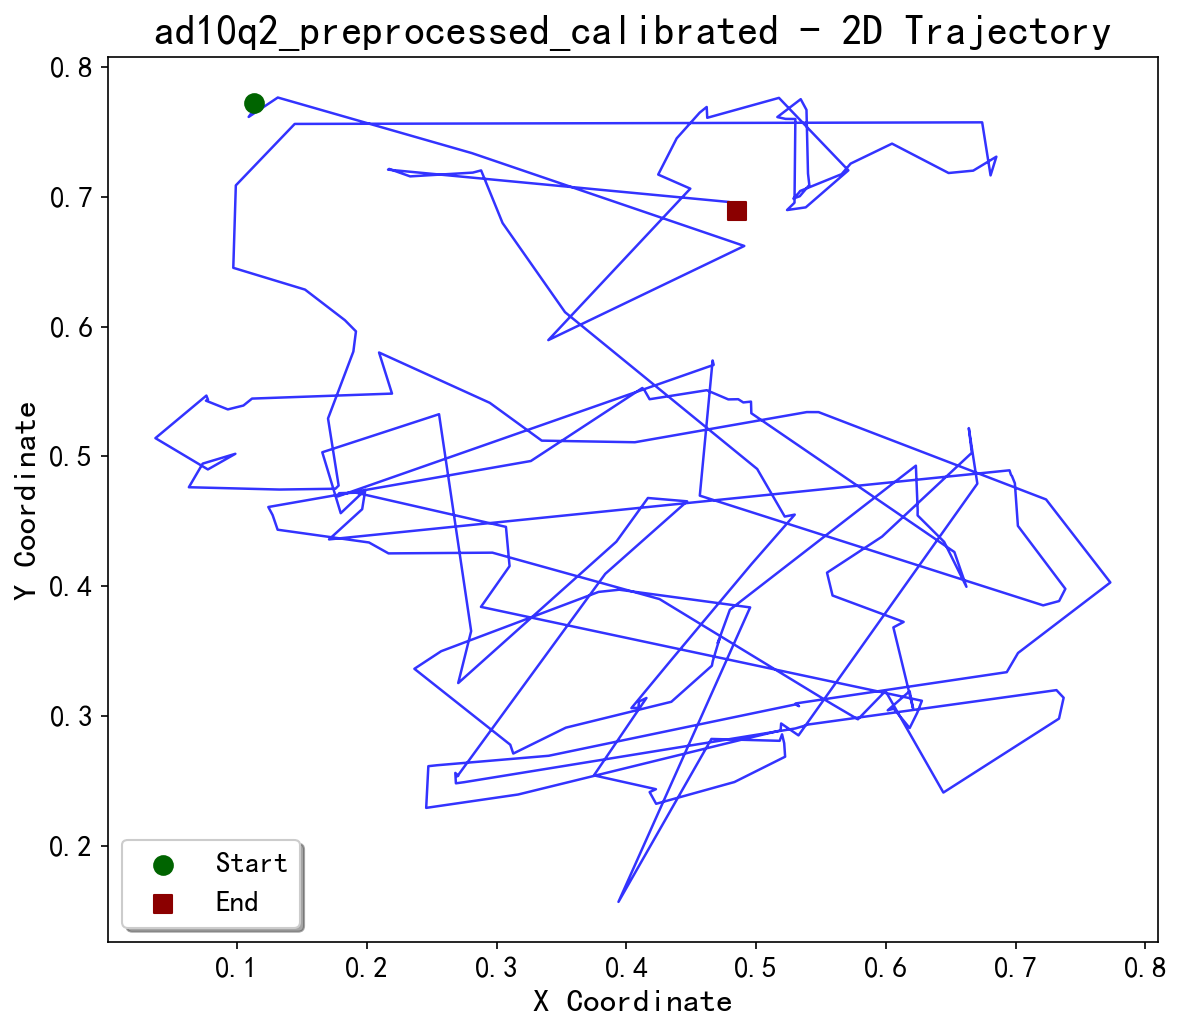 ad10q2_preprocessed_calibrated - 2D Trajectory
0.8
0.7
0.6
0.5
0.4
0.3
0.2
Y Coordinate
Start
End
0.1 0.2 0.3 0.4 0.5 0.6 0.7 0.8
X Coordinate